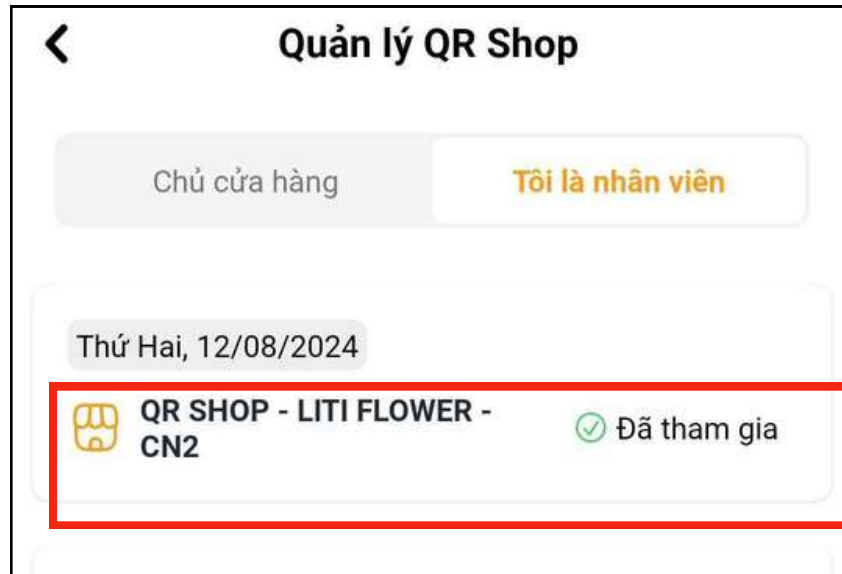 Quản lý QR Shop
Chủ cửa hàng
Tôi là nhân viên
Thứ Hai, 12/08/2024
QR SHOP - LITI FLOWER -
CN2
Đã tham gia